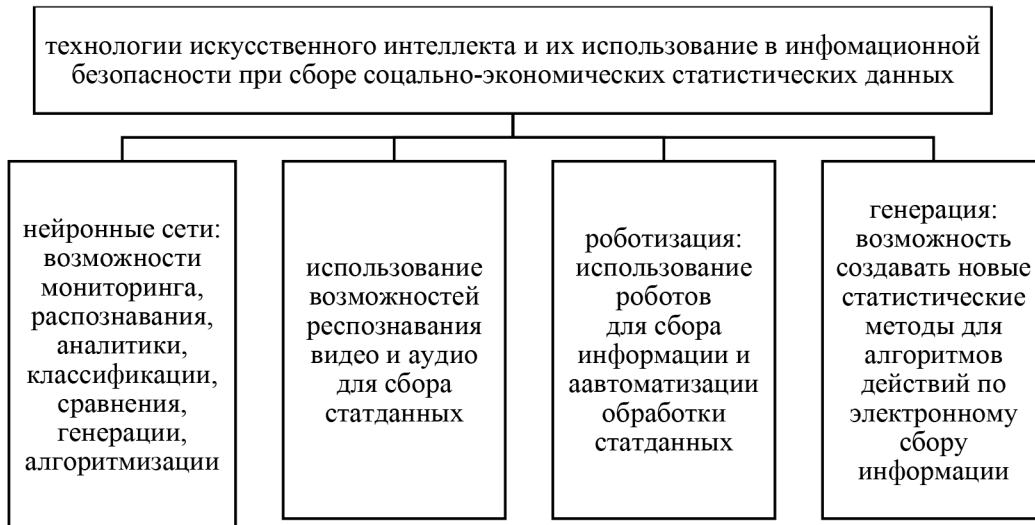 технологии искусственного интеллекта и их использование в инфомационной
безопасности при сборе соцально-экономических статистических данных
нейронные сети:
возможности
мониторинга,
распознавания,
аналитики,
классификации,
сравнения,
генерации,
алгоритмизации
использование
возможностей
респознавания
видео и аудио
для сбора
статданных
роботизация:
использование
роботов
для сбора
информации и
аавтоматизации
обработки
статданных
генерация:
возможность
создавать новые
статистические
методы для
алгоритмов
действий по
электронному
сбору
информации